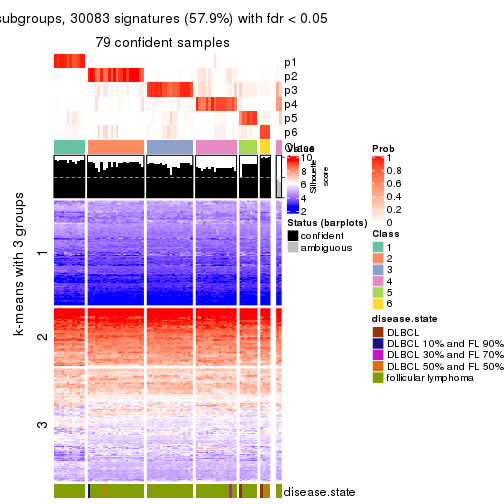 subgroups, 30083 signatures (57.9%) with fdr < 0.05
79 confident samples
p1
p2
p3
p4
p5
p6
Class
Value
10
8
6
4
2
Silhouette
score
Status (barplots)
confident
ambiguous
Prob
1
0.8
0.6
0.4
0.2
0
Class
1
2
3
4
5
6
disease.state
DLBCL
DLBCL 10% and FL 90%
DLBCL 30% and FL 70%
DLBCL 50% and FL 50%
follicular lymphoma
k-means with 3 groups
1
2
3
disease.state